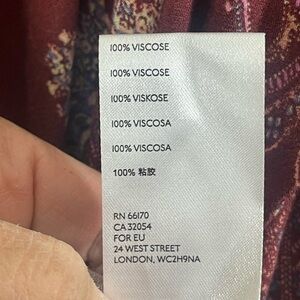 100% VISCOSE
100% VISCOSE
100% VISKOSE
100% VISCOSA
100% VISCOSA
100% 粘胶
RN 66170
CA 32054
FOR EU
24 WEST STREET
LONDON, WC2H9NA